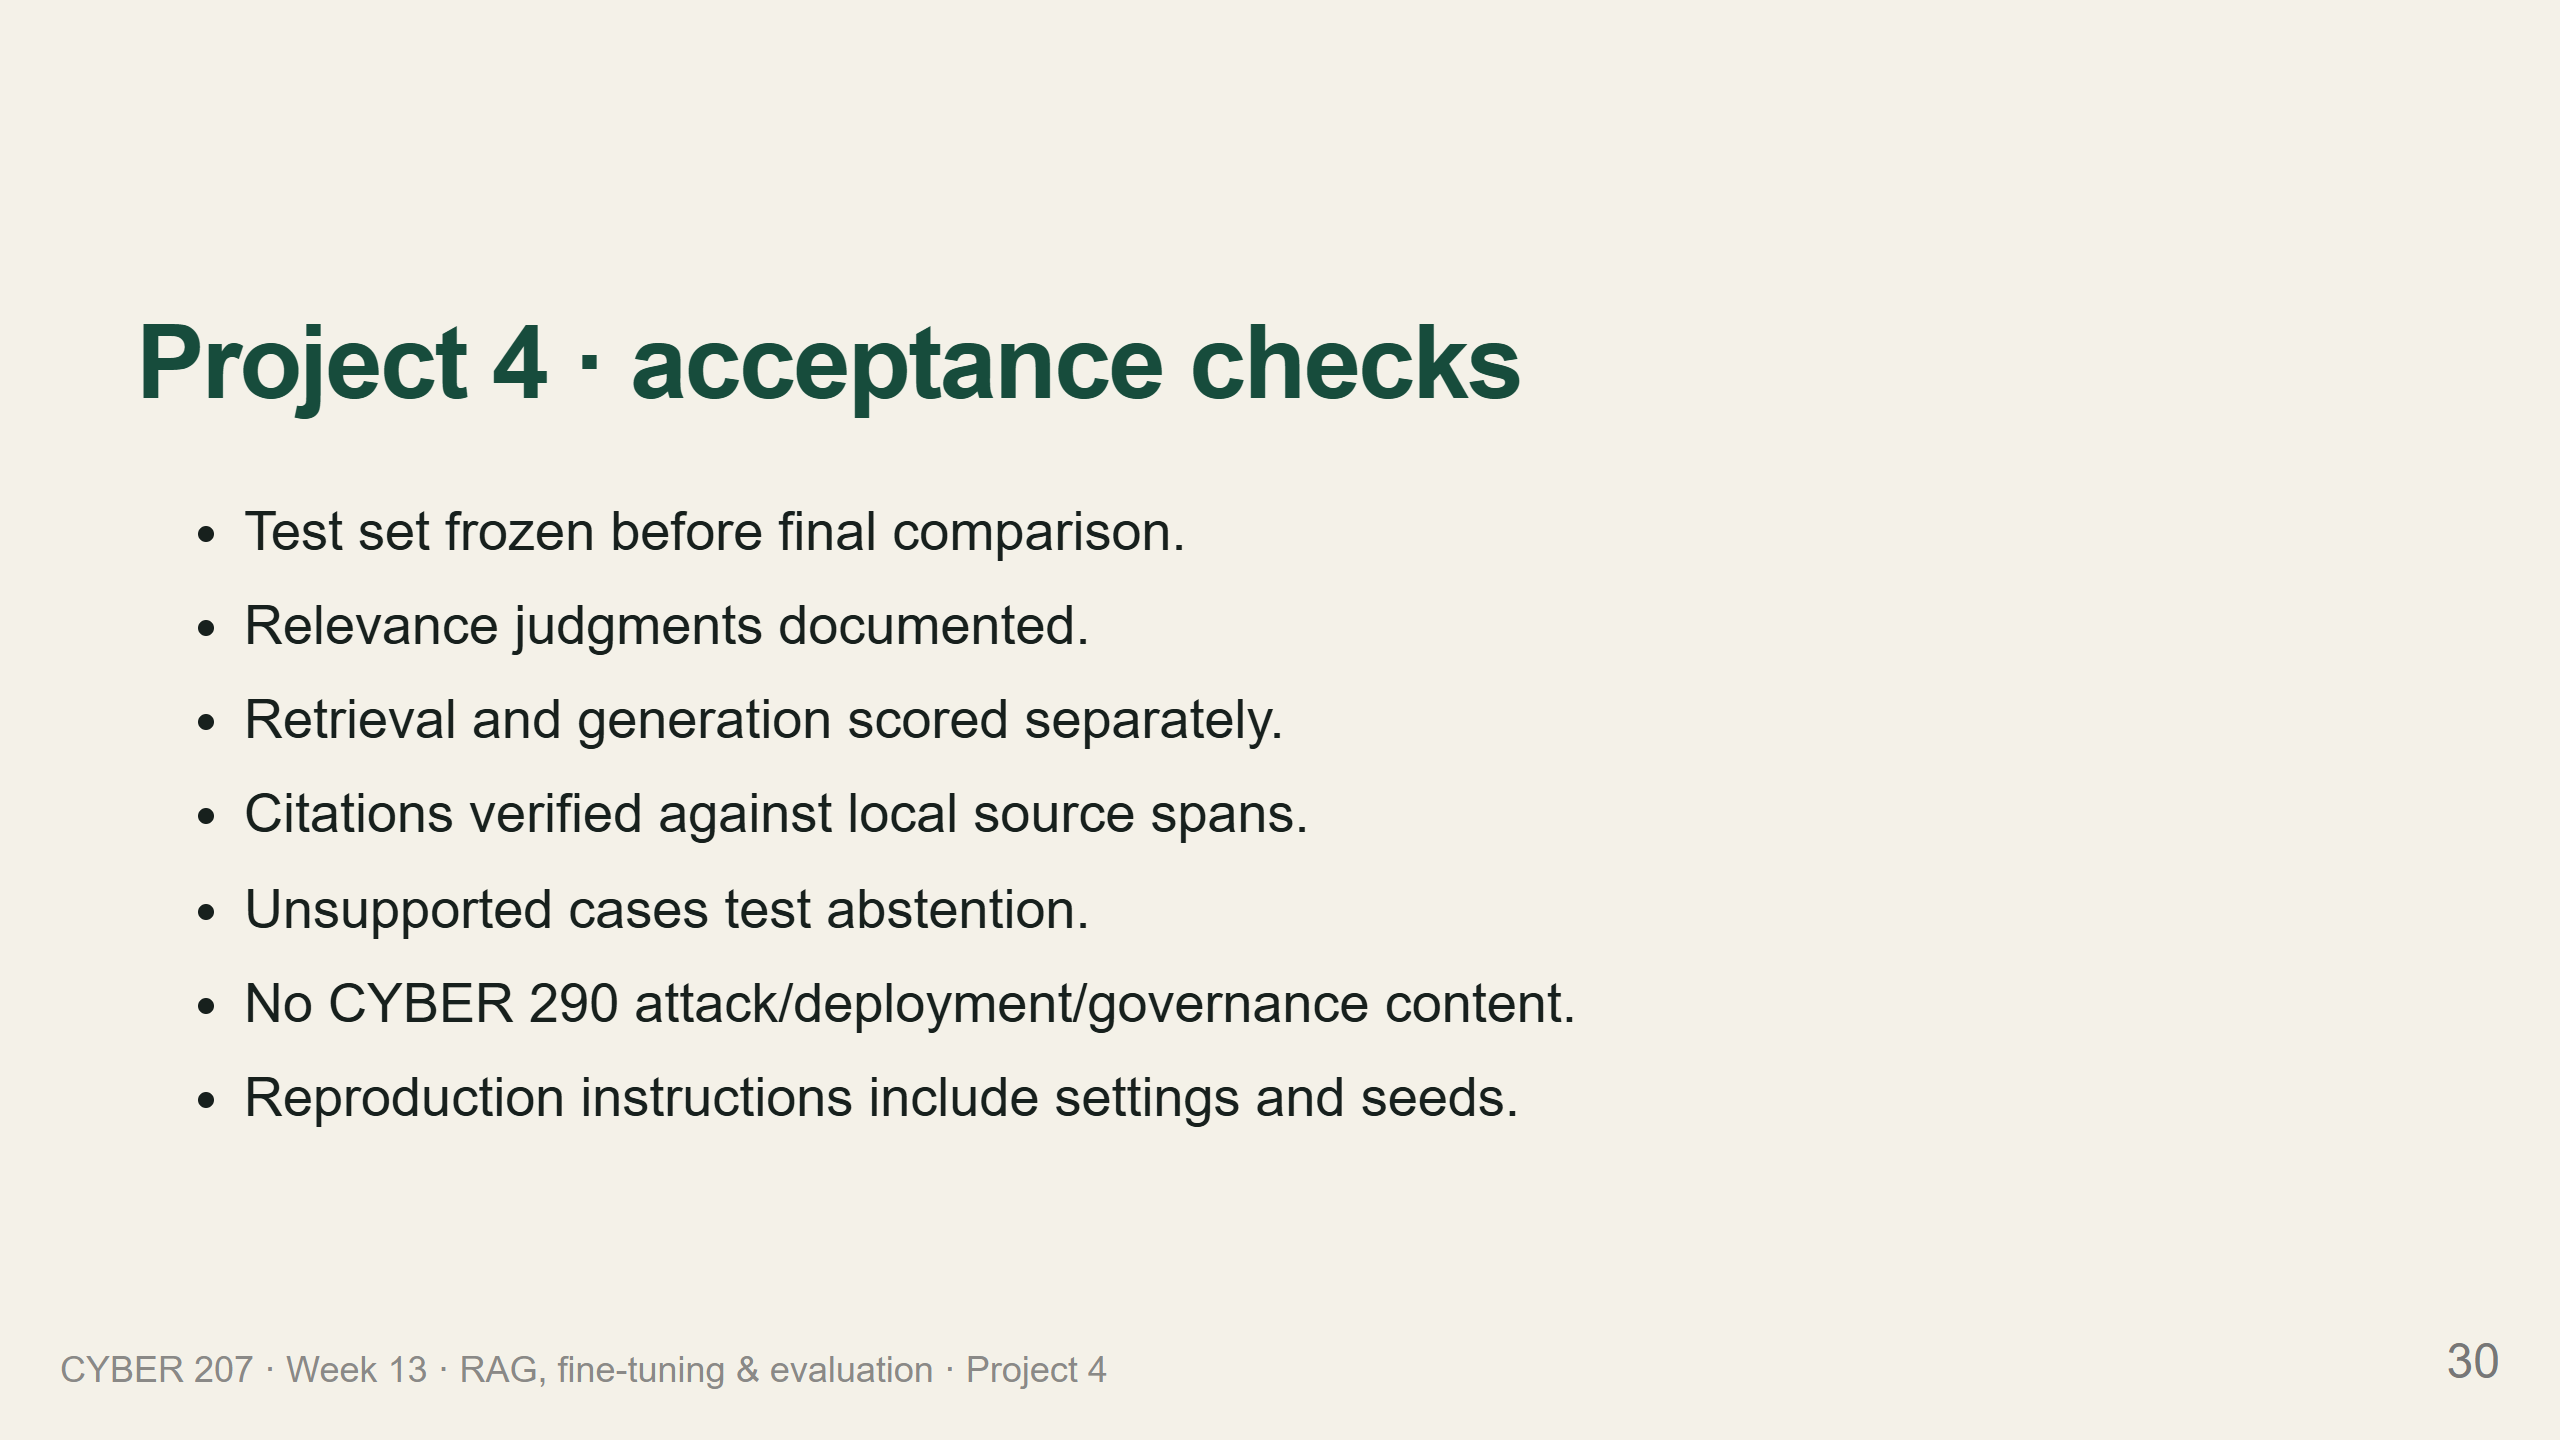 Project 4 · acceptance checks
• Test set frozen before final comparison.
• Relevance judgments documented.
• Retrieval and generation scored separately.
• Citations verified against local source spans.
• Unsupported cases test abstention.
• No CYBER 290 attack/deployment/governance content.
• Reproduction instructions include settings and seeds.
CYBER 207 · Week 13 · RAG, fine-tuning & evaluation · Project 4
30